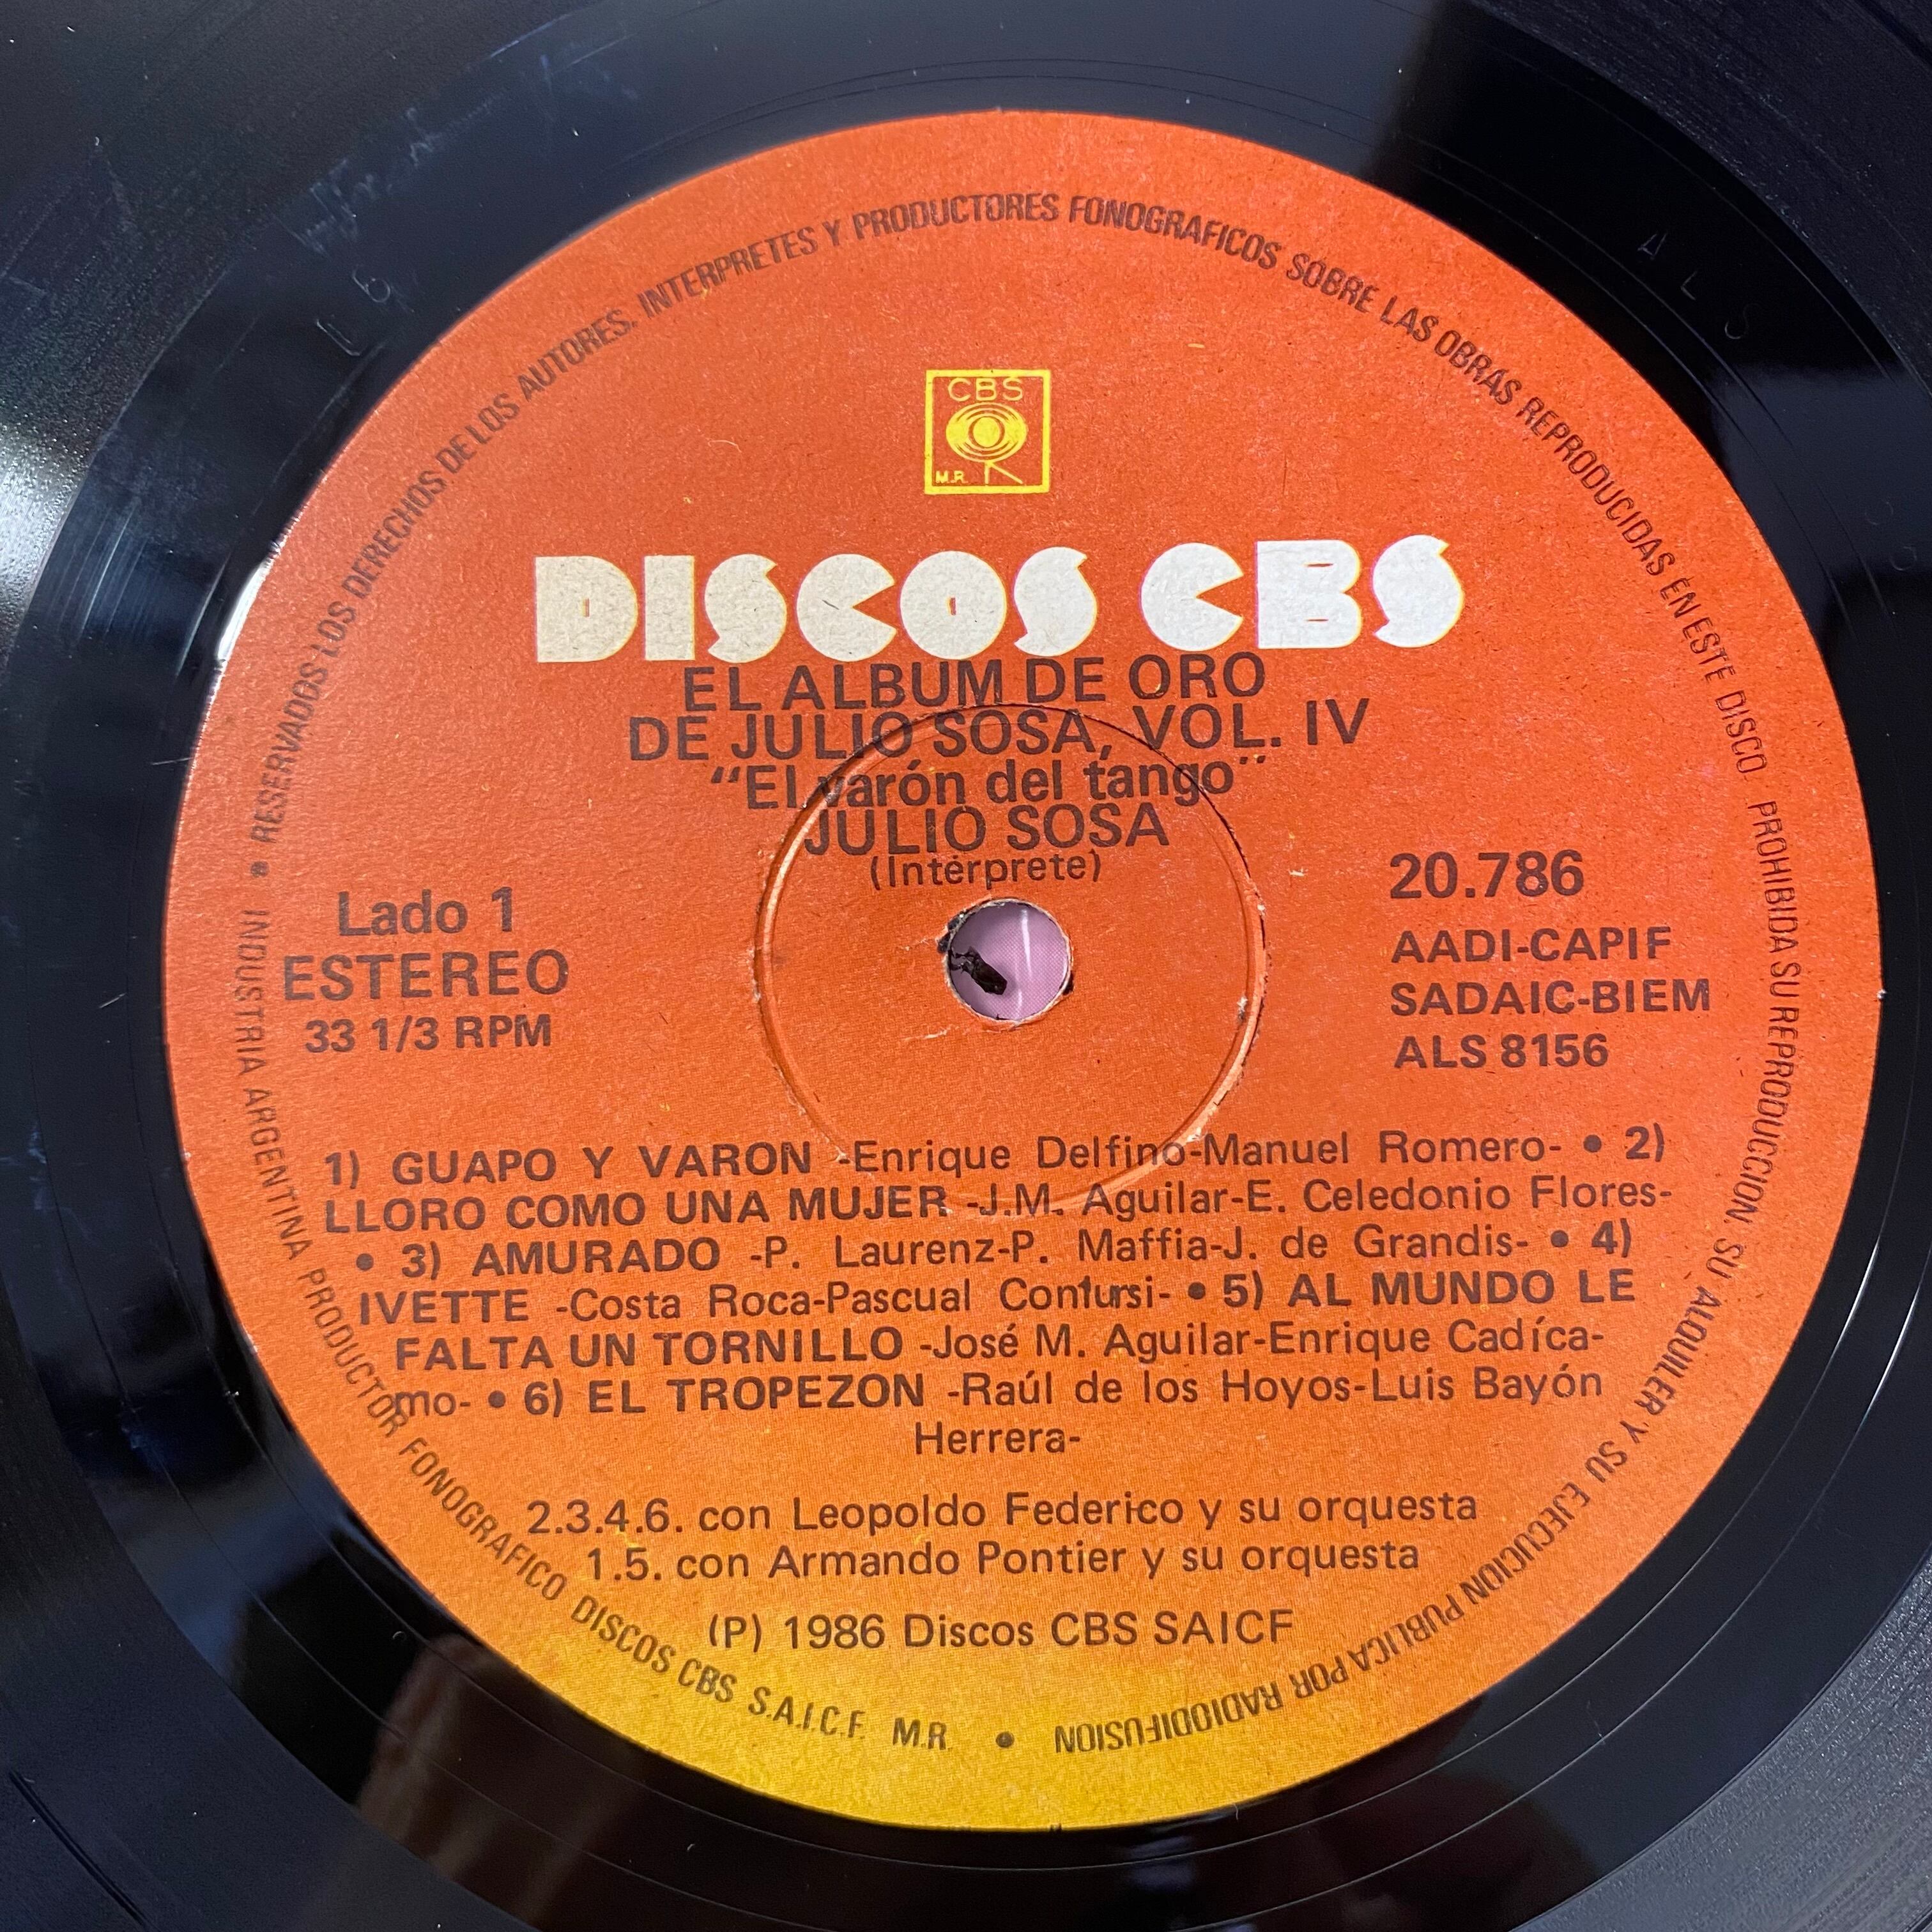 • RESERVADOS LOS DERECHOS DE LOS AUTORES, INTERPRETES Y PRODUCTORES FONOGRAFICOS SOBRE LAS OBRAS REPRODUCIDAS EN ESTE DISCO. PROHIBIDA SU REPRODUCCION, SU ALQUILER Y SU EJECUCION PUBLICA POR RADIODIFUSION
CBS
M.R.
DISCOS CBS
EL ALBUM DE ORO
DE JULIO SOSA, VOL. IV
"El varón del tango"
JULIO SOSA
(Intérprete)
Lado 1
ESTEREO
33 1/3 RPM
20.786
AADI-CAPIF
SADAIC-BIEM
ALS 8156
1) GUAPO Y VARON -Enrique Delfino-Manuel Romero- • 2)
LLORO COMO UNA MUJER -J.M. Aguilar-E. Celedonio Flores-
• 3) AMURADO -P. Laurenz-P. Maffia-J. de Grandis- • 4)
IVETTE -Costa Roca-Pascual Contursi- • 5) AL MUNDO LE
FALTA UN TORNILLO -José M. Aguilar-Enrique Cadíca-
mo- • 6) EL TROPEZON -Raúl de los Hoyos-Luis Bayón
Herrera-
2.3.4.6. con Leopoldo Federico y su orquesta
1.5. con Armando Pontier y su orquesta
(P) 1986 Discos CBS SAICF
INDUSTRIA ARGENTINA PRODUCTOR FONOGRAFICO DISCOS CBS S.A.I.C.F. M.R. •
ALS